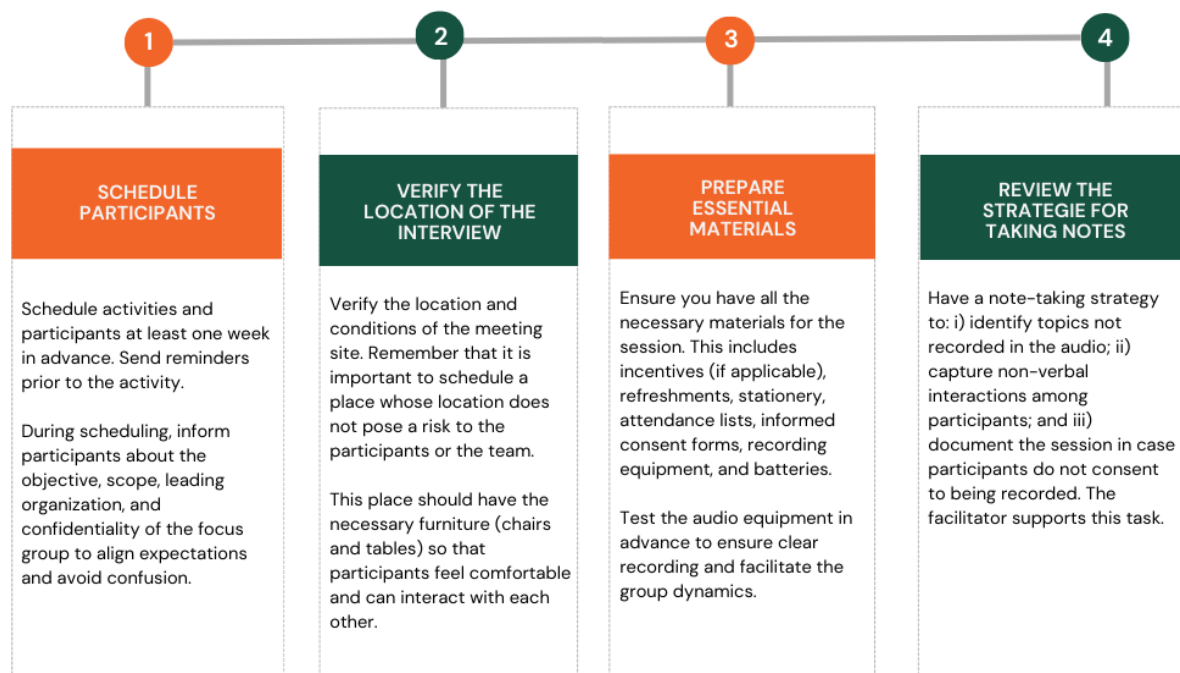 1
2
3
4
SCHEDULE
PARTICIPANTS
Schedule activities and
participants at least one week
in advance. Send reminders
prior to the activity.
During scheduling, inform
participants about the
objective, scope, leading
organization, and
confidentiality of the focus
group to align expectations
and avoid confusion.
VERIFY THE
LOCATION OF THE
INTERVIEW
Verify the location and
conditions of the meeting
site. Remember that it is
important to schedule a
place whose location does
not pose a risk to the
participants or the team.
This place should have the
necessary furniture (chairs
and tables) so that
participants feel comfortable
and can interact with each
other.
PREPARE
ESSENTIAL
MATERIALS
Ensure you have all the
necessary materials for the
session. This includes
incentives (if applicable),
refreshments, stationery,
attendance lists, informed
consent forms, recording
equipment, and batteries.
Test the audio equipment in
advance to ensure clear
recording and facilitate the
group dynamics.
REVIEW THE
STRATEGIE FOR
TAKING NOTES
Have a note-taking strategy
to: i) identify topics not
recorded in the audio; ii)
capture non-verbal
interactions among
participants; and iii)
document the session in case
participants do not consent
to being recorded. The
facilitator supports this task.